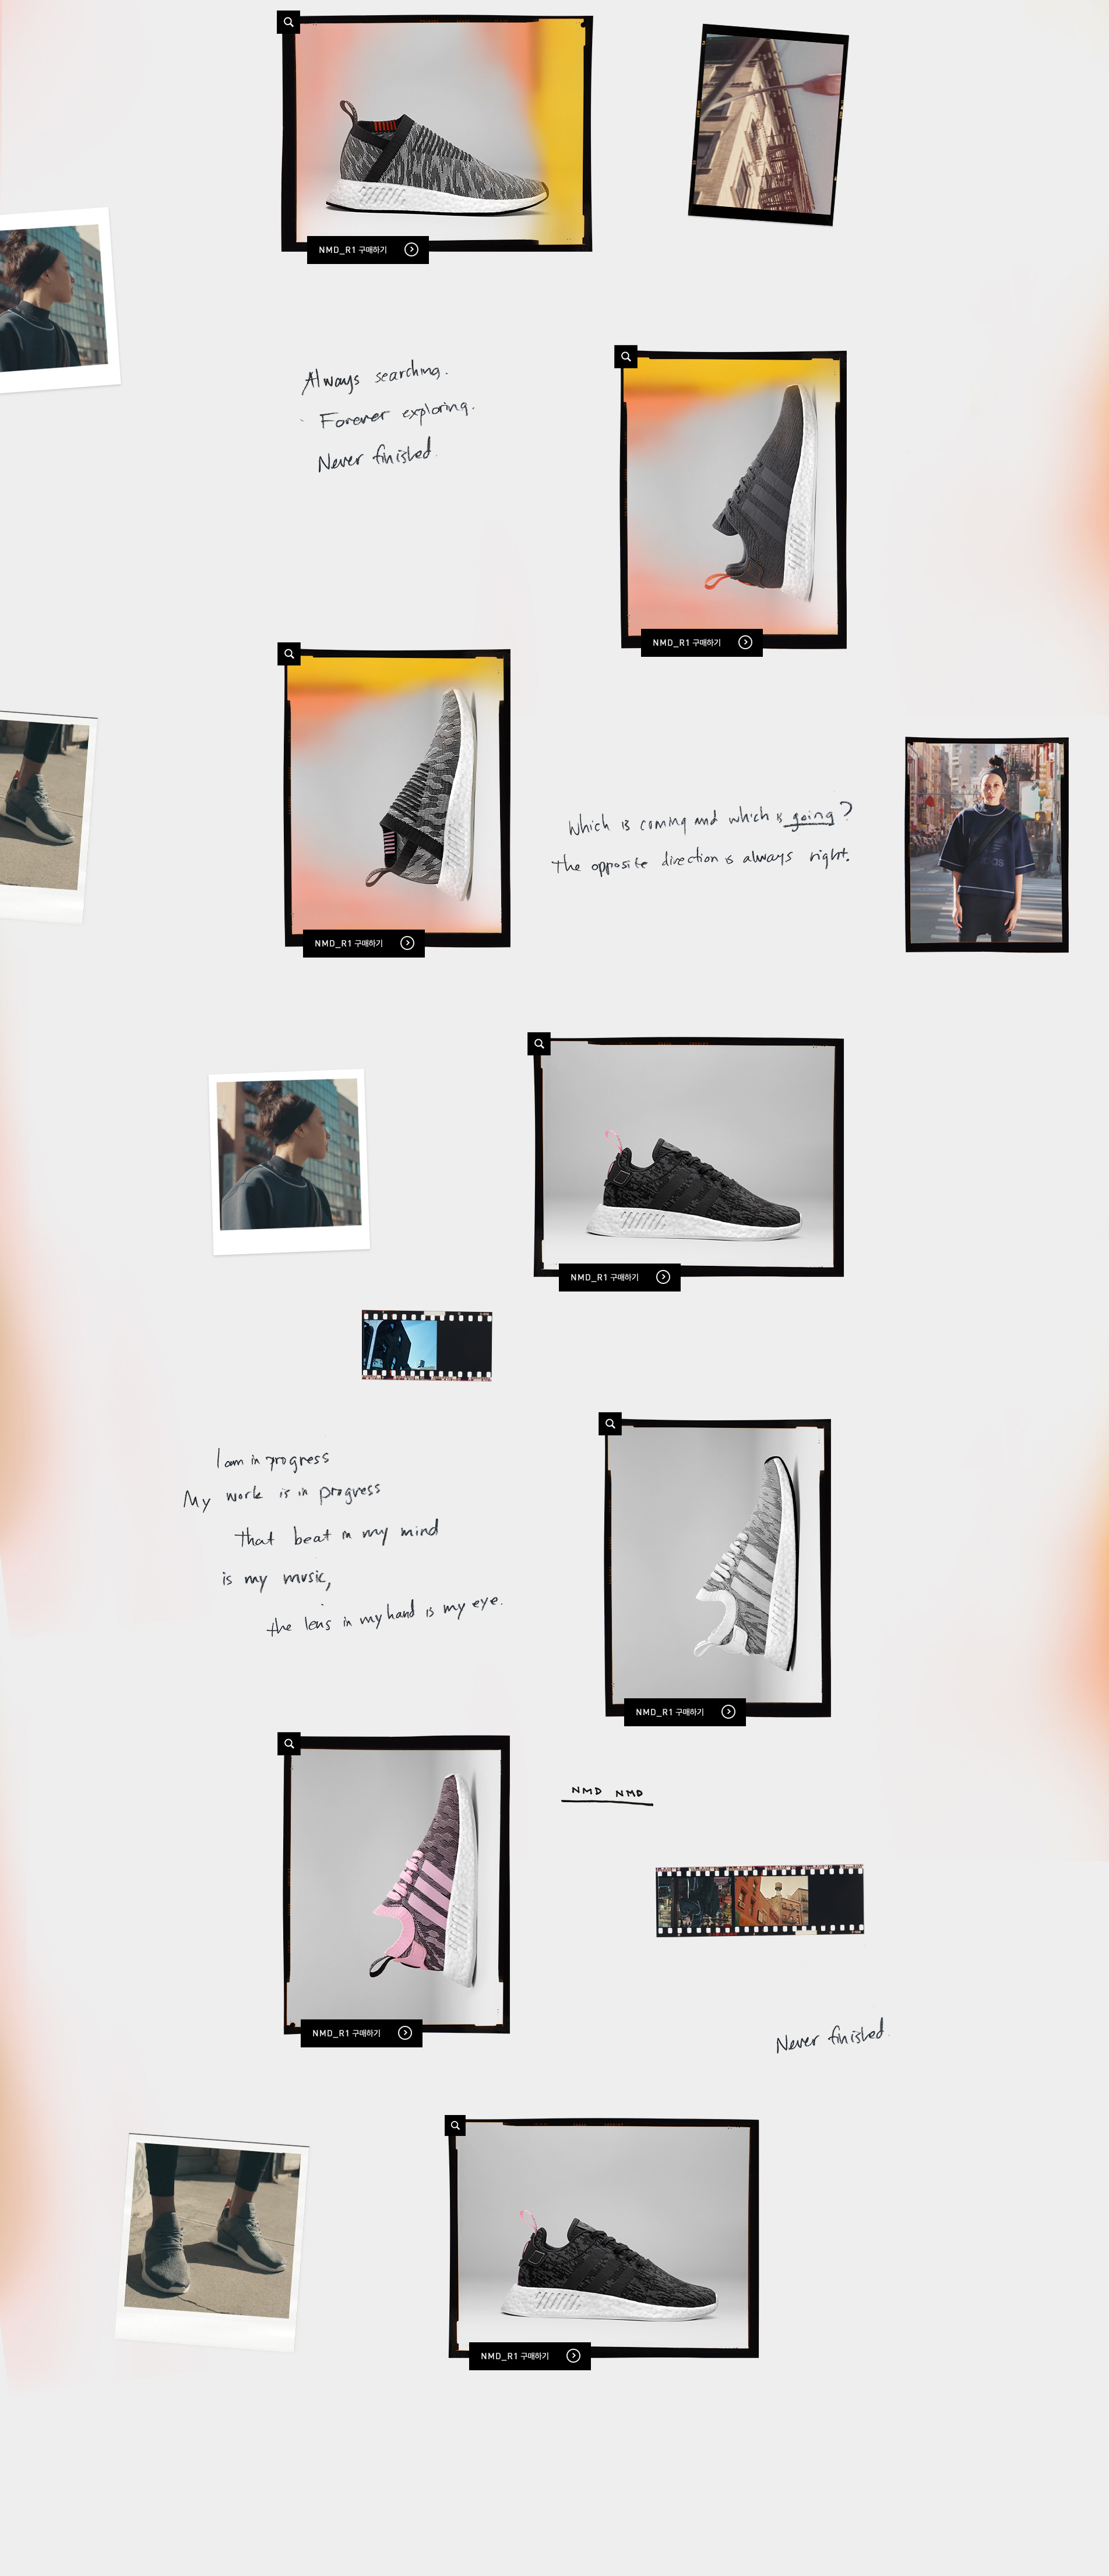 NMD_R1 구매하기
Always searching.
Forever exploring.
Never finished.
NMD_R1 구매하기
NMD_R1 구매하기
Which is coming and which is going?
The opposite direction is always right.
adidas
NMD_R1 구매하기
I am in progress
My work is in progress
that beat in my mind
is my music,
the lens in my hand is my eye.
NMD_R1 구매하기
NMD NMD
NMD_R1 구매하기
Never finished.
NMD_R1 구매하기